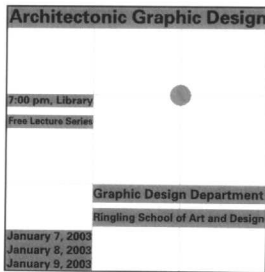 Architectonic Graphic Design
7:00 pm, Library
Free Lecture Series
Graphic Design Department
Ringling School of Art and Design
January 7, 2003
January 8, 2003
January 9, 2003